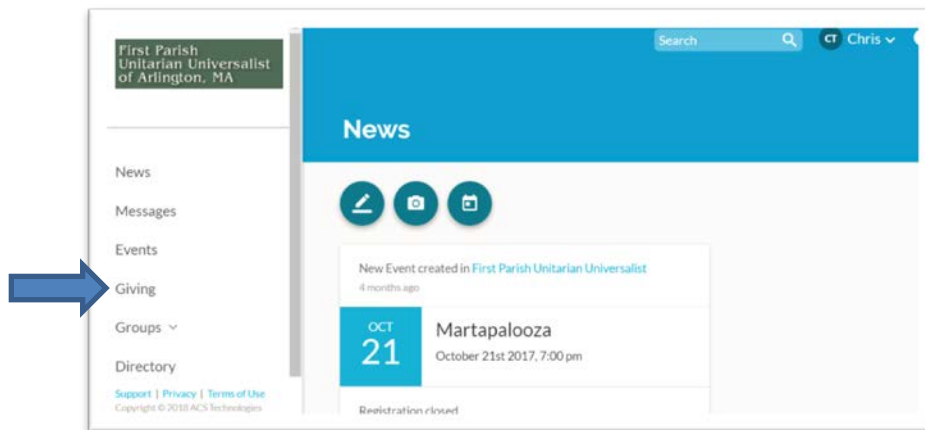 First Parish
Unitarian Universalist
of Arlington, MA
News
Messages
Events
Giving
Groups
Directory
Support | Privacy | Terms of Use
Copyright © 2018 ACS Technologies
Search
CT Chris
News
New Event created in First Parish Unitarian Universalist
4 months ago
OCT
21
Martapalooza
October 21st 2017, 7:00 pm
Registration closed